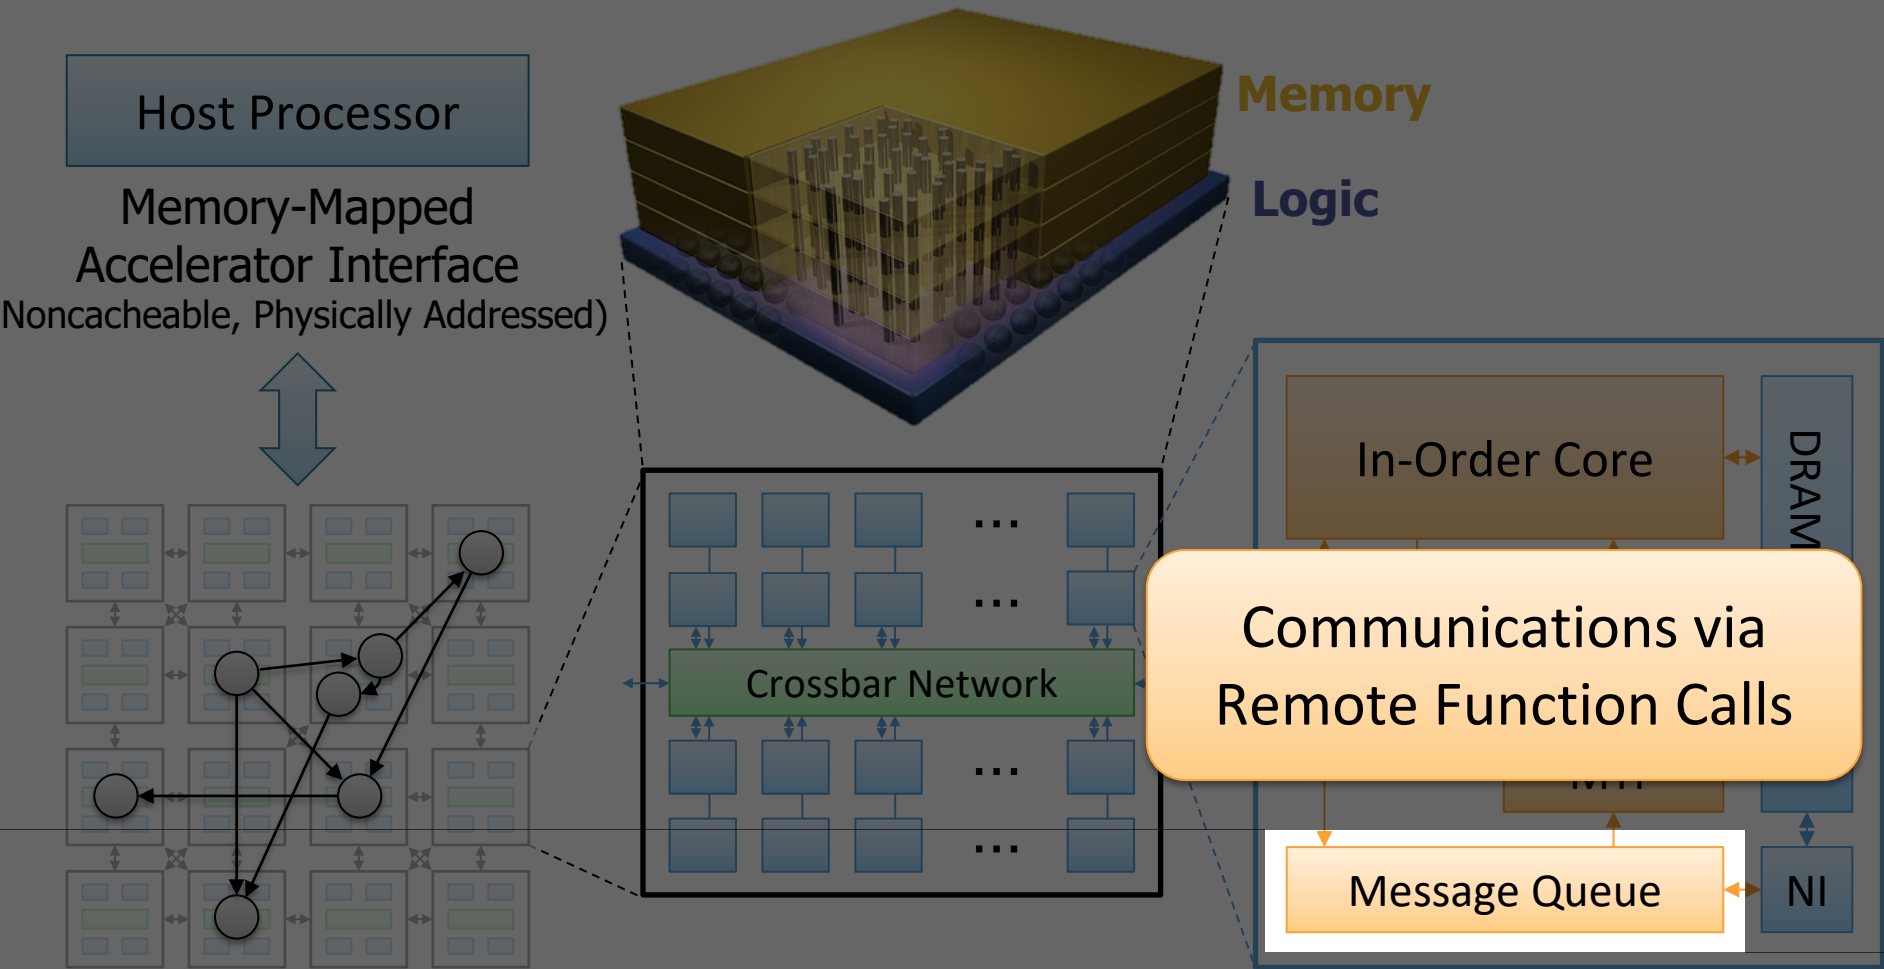 Host Processor
Memory-Mapped
Accelerator Interface
Noncacheable, Physically Addressed)
Memory
Logic
In-Order Core
DRAM
...
...
Crossbar Network
...
...
Communications via
Remote Function Calls
Message Queue
NI